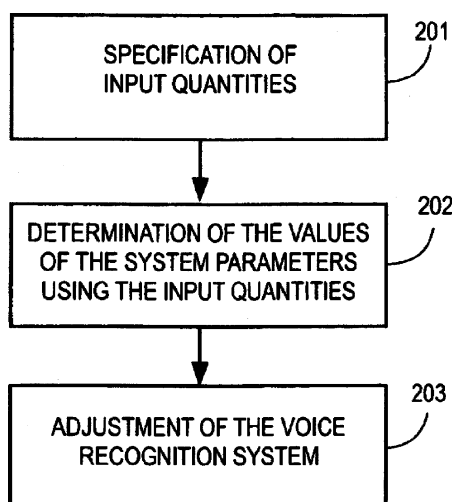 201
SPECIFICATION OF
INPUT QUANTITIES
202
DETERMINATION OF THE VALUES
OF THE SYSTEM PARAMETERS
USING THE INPUT QUANTITIES
203
ADJUSTMENT OF THE VOICE
RECOGNITION SYSTEM